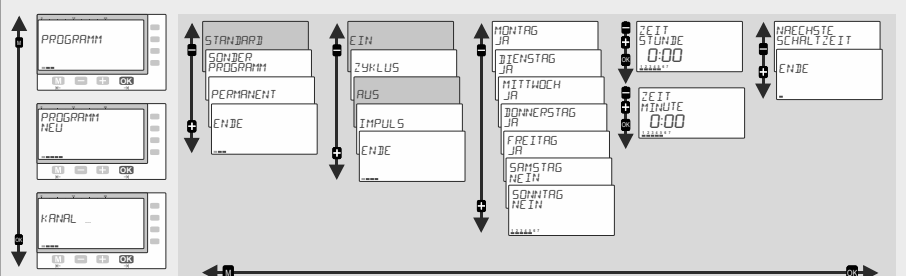 PROGRAMM
M - + OK
PROGRAMM
NEU
M - + OK
KANAL _
M - + OK
STANDARD
SONDER
PROGRAMM
PERMANENT
ENDE
EIN
ZYKLUS
AUS
IMPULS
ENDE
MONTAG
JA
DIENSTAG
JA
MITTWOCH
JA
DONNERSTAG
JA
FREITAG
JA
SAMSTAG
NEIN
SONNTAG
NEIN
ZEIT
STUNDE
0:00
ZEIT
MINUTE
0:00
NAECHSTE
SCHALTZEIT
ENDE
M OK